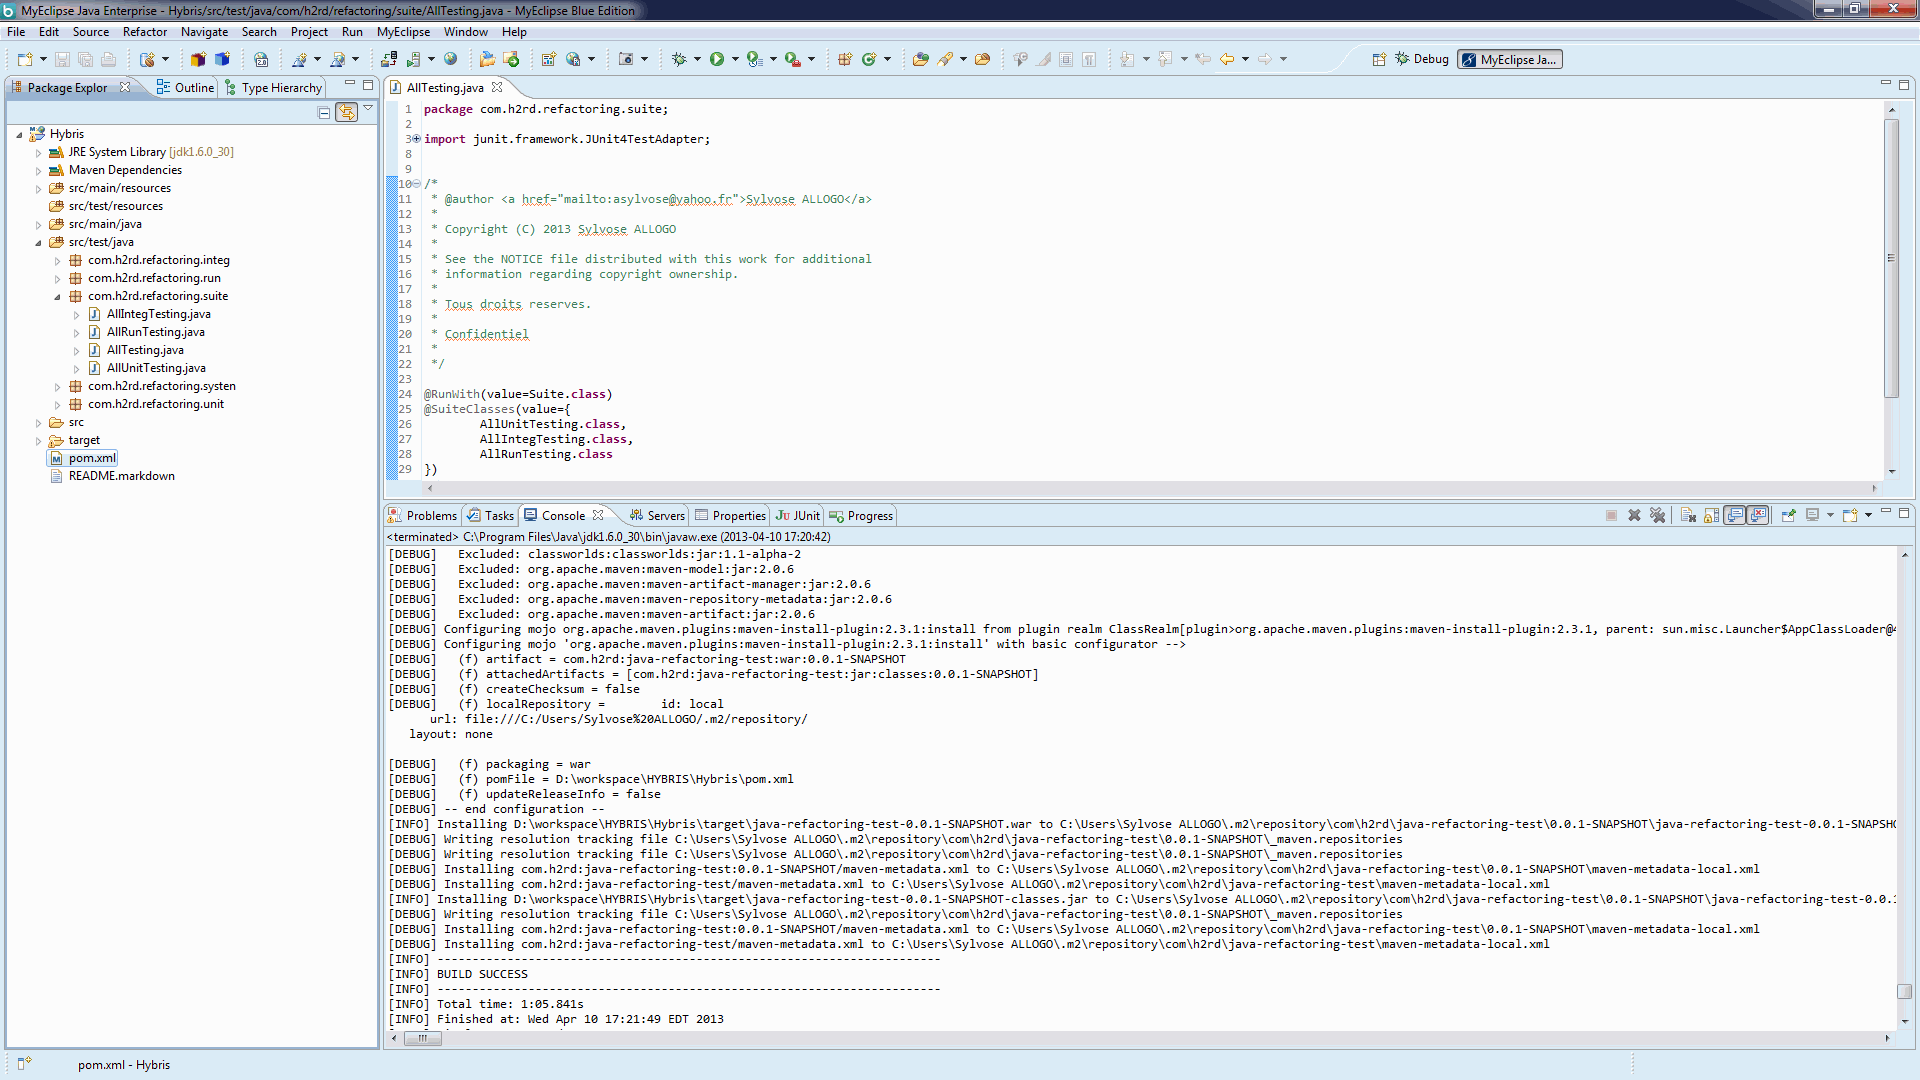 MyEclipse Java Enterprise - Hybris/src/test/java/com/h2rd/refactoring/suite/AllTesting.java - MyEclipse Blue Edition
File Edit Source Refactor Navigate Search Project Run MyEclipse Window Help
Debug MyEclipse Ja...
Package Explor Outline Type Hierarchy
Hybris
JRE System Library [jdk1.6.0_30]
Maven Dependencies
src/main/resources
src/test/resources
src/main/java
src/test/java
com.h2rd.refactoring.integ
com.h2rd.refactoring.run
com.h2rd.refactoring.suite
AllIntegTesting.java
AllRunTesting.java
AllTesting.java
AllUnitTesting.java
com.h2rd.refactoring.systen
com.h2rd.refactoring.unit
src
target
pom.xml
README.markdown
AllTesting.java
1 package com.h2rd.refactoring.suite;
2
3 import junit.framework.JUnit4TestAdapter;
8
9
10 /*
11 * @author <a href="mailto:asylvose@yahoo.fr">Sylvose ALLOGO</a>
12 *
13 * Copyright (C) 2013 Sylvose ALLOGO
14 *
15 * See the NOTICE file distributed with this work for additional
16 * information regarding copyright ownership.
17 *
18 * Tous droits reserves.
19 *
20 * Confidentiel
21 *
22 */
23
24 @RunWith(value=Suite.class)
25 @SuiteClasses(value={
26 AllUnitTesting.class,
27 AllIntegTesting.class,
28 AllRunTesting.class
29 })
Problems Tasks Console Servers Properties JUnit Progress
<terminated> C:\Program Files\Java\jdk1.6.0_30\bin\javaw.exe (2013-04-10 17:20:42)
[DEBUG] Excluded: classworlds:classworlds:jar:1.1-alpha-2
[DEBUG] Excluded: org.apache.maven:maven-model:jar:2.0.6
[DEBUG] Excluded: org.apache.maven:maven-artifact-manager:jar:2.0.6
[DEBUG] Excluded: org.apache.maven:maven-repository-metadata:jar:2.0.6
[DEBUG] Excluded: org.apache.maven:maven-artifact:jar:2.0.6
[DEBUG] Configuring mojo org.apache.maven.plugins:maven-install-plugin:2.3.1:install from plugin realm ClassRealm[plugin>org.apache.maven.plugins:maven-install-plugin:2.3.1, parent: sun.misc.Launcher$AppClassLoader@4
[DEBUG] Configuring mojo 'org.apache.maven.plugins:maven-install-plugin:2.3.1:install' with basic configurator -->
[DEBUG] (f) artifact = com.h2rd:java-refactoring-test:war:0.0.1-SNAPSHOT
[DEBUG] (f) attachedArtifacts = [com.h2rd:java-refactoring-test:jar:classes:0.0.1-SNAPSHOT]
[DEBUG] (f) createChecksum = false
[DEBUG] (f) localRepository = id: local
url: file:///C:/Users/Sylvose%20ALLOGO/.m2/repository/
layout: none
[DEBUG] (f) packaging = war
[DEBUG] (f) pomFile = D:\workspace\HYBRIS\Hybris\pom.xml
[DEBUG] (f) updateReleaseInfo = false
[DEBUG] -- end configuration --
[INFO] Installing D:\workspace\HYBRIS\Hybris\target\java-refactoring-test-0.0.1-SNAPSHOT.war to C:\Users\Sylvose ALLOGO\.m2\repository\com\h2rd\java-refactoring-test\0.0.1-SNAPSHOT\java-refactoring-test-0.0.1-SNAPSHO
[DEBUG] Writing resolution tracking file C:\Users\Sylvose ALLOGO\.m2\repository\com\h2rd\java-refactoring-test\0.0.1-SNAPSHOT\_maven.repositories
[DEBUG] Writing resolution tracking file C:\Users\Sylvose ALLOGO\.m2\repository\com\h2rd\java-refactoring-test\0.0.1-SNAPSHOT\_maven.repositories
[DEBUG] Installing com.h2rd:java-refactoring-test:0.0.1-SNAPSHOT/maven-metadata.xml to C:\Users\Sylvose ALLOGO\.m2\repository\com\h2rd\java-refactoring-test\0.0.1-SNAPSHOT\maven-metadata-local.xml
[DEBUG] Installing com.h2rd:java-refactoring-test/maven-metadata.xml to C:\Users\Sylvose ALLOGO\.m2\repository\com\h2rd\java-refactoring-test\maven-metadata-local.xml
[INFO] Installing D:\workspace\HYBRIS\Hybris\target\java-refactoring-test-0.0.1-SNAPSHOT-classes.jar to C:\Users\Sylvose ALLOGO\.m2\repository\com\h2rd\java-refactoring-test\0.0.1-SNAPSHOT\java-refactoring-test-0.0.1
[DEBUG] Writing resolution tracking file C:\Users\Sylvose ALLOGO\.m2\repository\com\h2rd\java-refactoring-test\0.0.1-SNAPSHOT\_maven.repositories
[DEBUG] Installing com.h2rd:java-refactoring-test:0.0.1-SNAPSHOT/maven-metadata.xml to C:\Users\Sylvose ALLOGO\.m2\repository\com\h2rd\java-refactoring-test\0.0.1-SNAPSHOT\maven-metadata-local.xml
[DEBUG] Installing com.h2rd:java-refactoring-test/maven-metadata.xml to C:\Users\Sylvose ALLOGO\.m2\repository\com\h2rd\java-refactoring-test\maven-metadata-local.xml
[INFO] ------------------------------------------------------------------------
[INFO] BUILD SUCCESS
[INFO] ------------------------------------------------------------------------
[INFO] Total time: 1:05.841s
[INFO] Finished at: Wed Apr 10 17:21:49 EDT 2013
pom.xml - Hybris